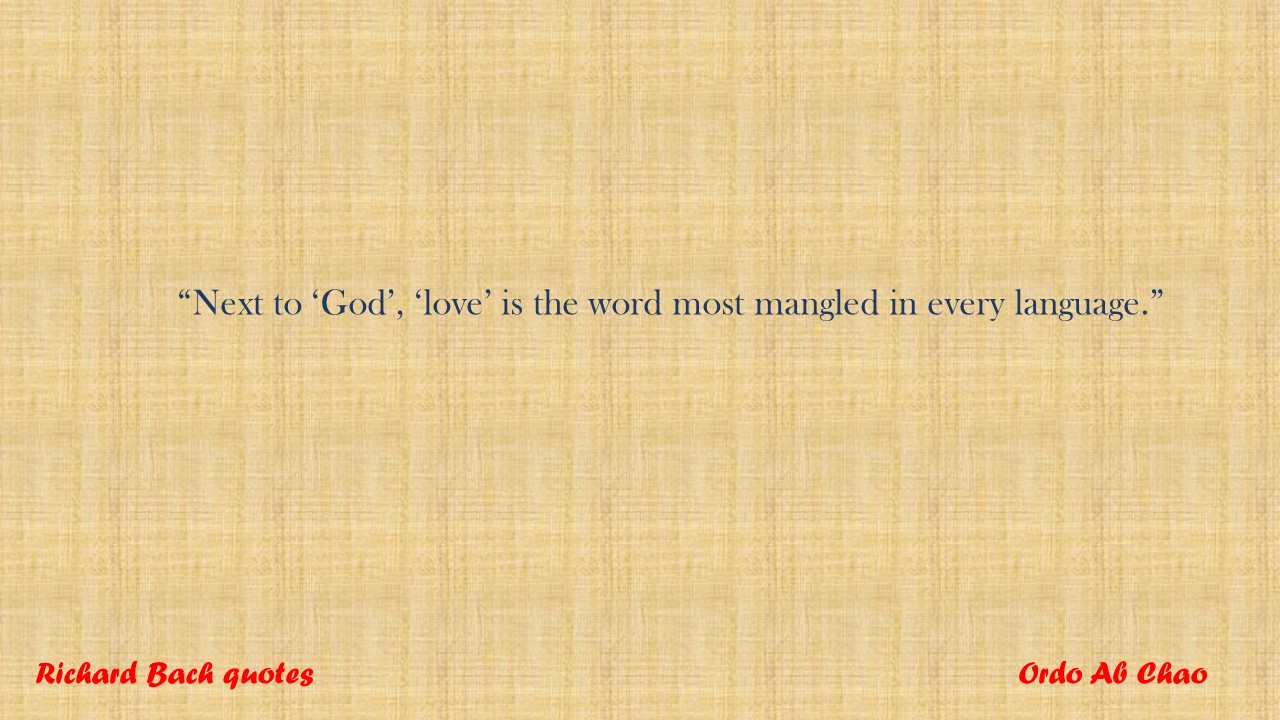 “Next to ‘God’, ‘love’ is the word most mangled in every language.”
Richard Bach quotes
Ordo Ab Chao